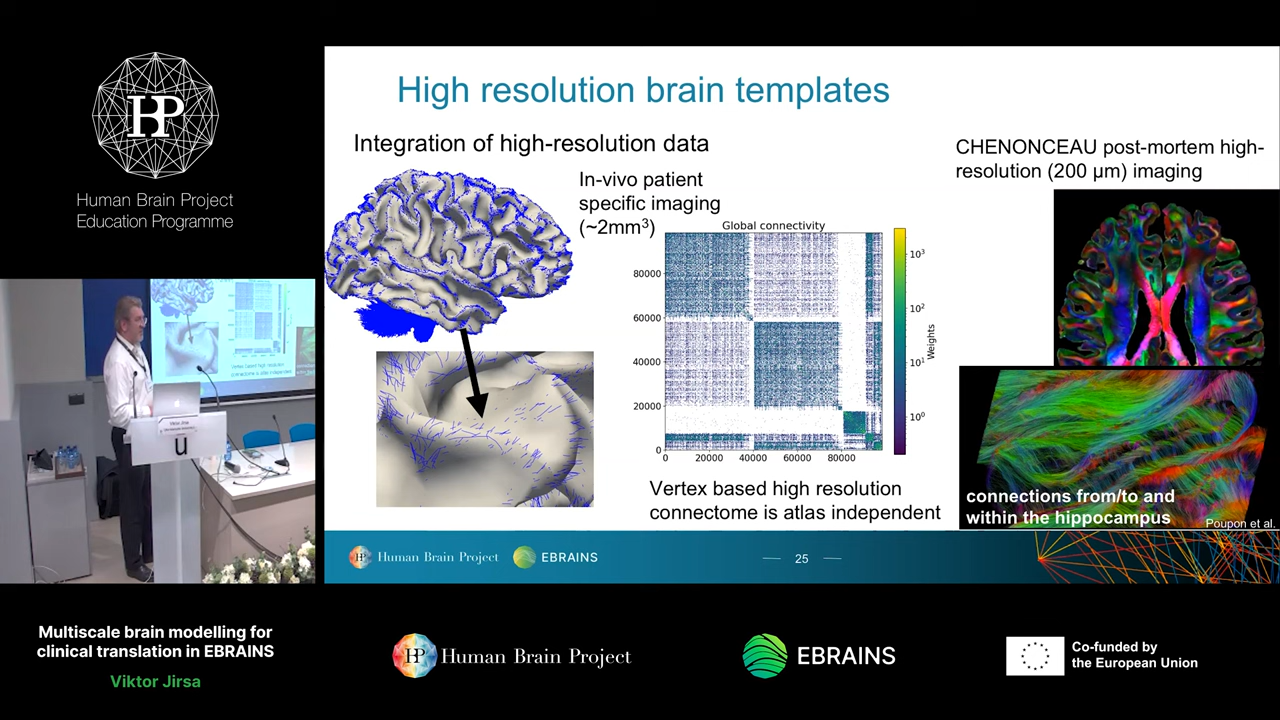 HBP
Human Brain Project
Education Programme
High resolution brain templates
Integration of high-resolution data
In-vivo patient
specific imaging
(~2mm³)
Global connectivity
80000
60000
40000
20000
0
0 20000 40000 60000 80000
10³
10²
10¹
10⁰
Weights
Vertex based high resolution
connectome is atlas independent
CHENONCEAU post-mortem high-
resolution (200 µm) imaging
connections from/to and
within the hippocampus
Poupon et al.
Human Brain Project
EBRAINS
25
Multiscale brain modelling for
clinical translation in EBRAINS
Viktor Jirsa
Human Brain Project
EBRAINS
Co-funded by
the European Union